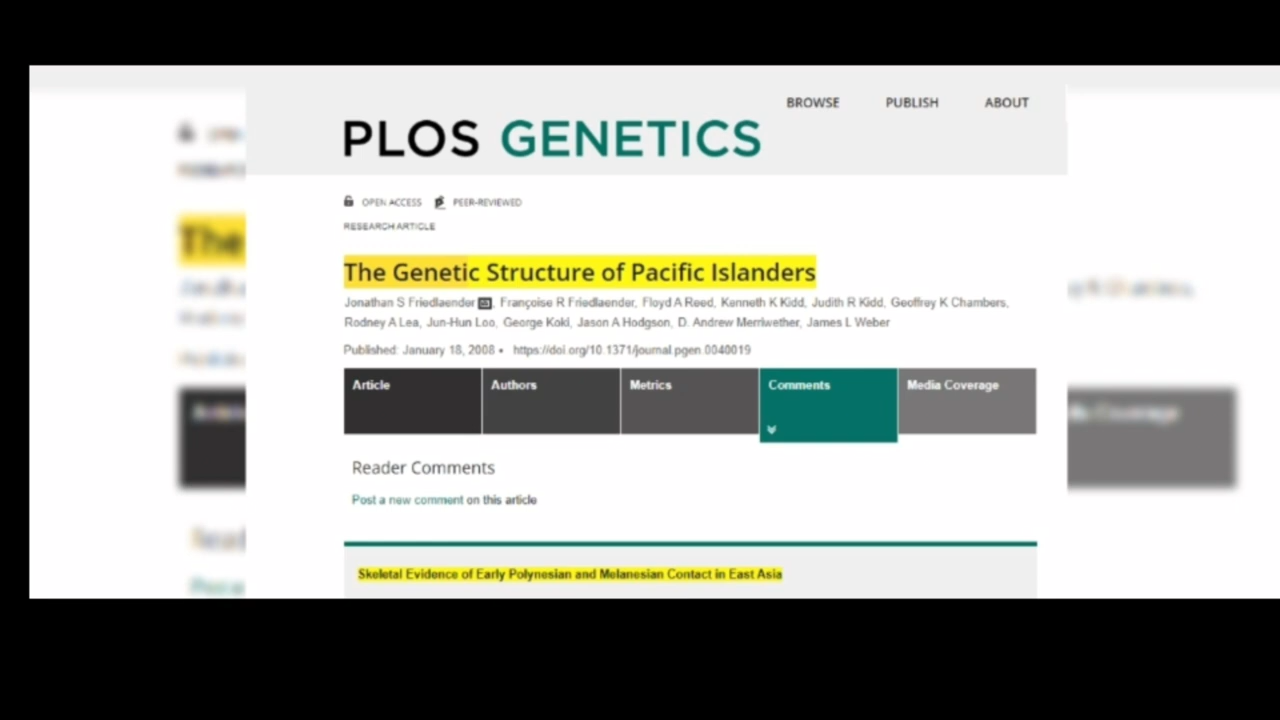 BROWSE PUBLISH ABOUT
PLOS GENETICS
OPEN ACCESS PEER-REVIEWED
RESEARCH ARTICLE
The Genetic Structure of Pacific Islanders
Jonathan S Friedlaender, Françoise R Friedlaender, Floyd A Reed, Kenneth K Kidd, Judith R Kidd, Geoffrey K Chambers,
Rodney A Lea, Jun-Hun Loo, George Koki, Jason A Hodgson, D. Andrew Merriwether, James L Weber
Published: January 18, 2008 • https://doi.org/10.1371/journal.pgen.0040019
Article Authors Metrics Comments Media Coverage
Reader Comments
Post a new comment on this article
Skeletal Evidence of Early Polynesian and Melanesian Contact in East Asia
The